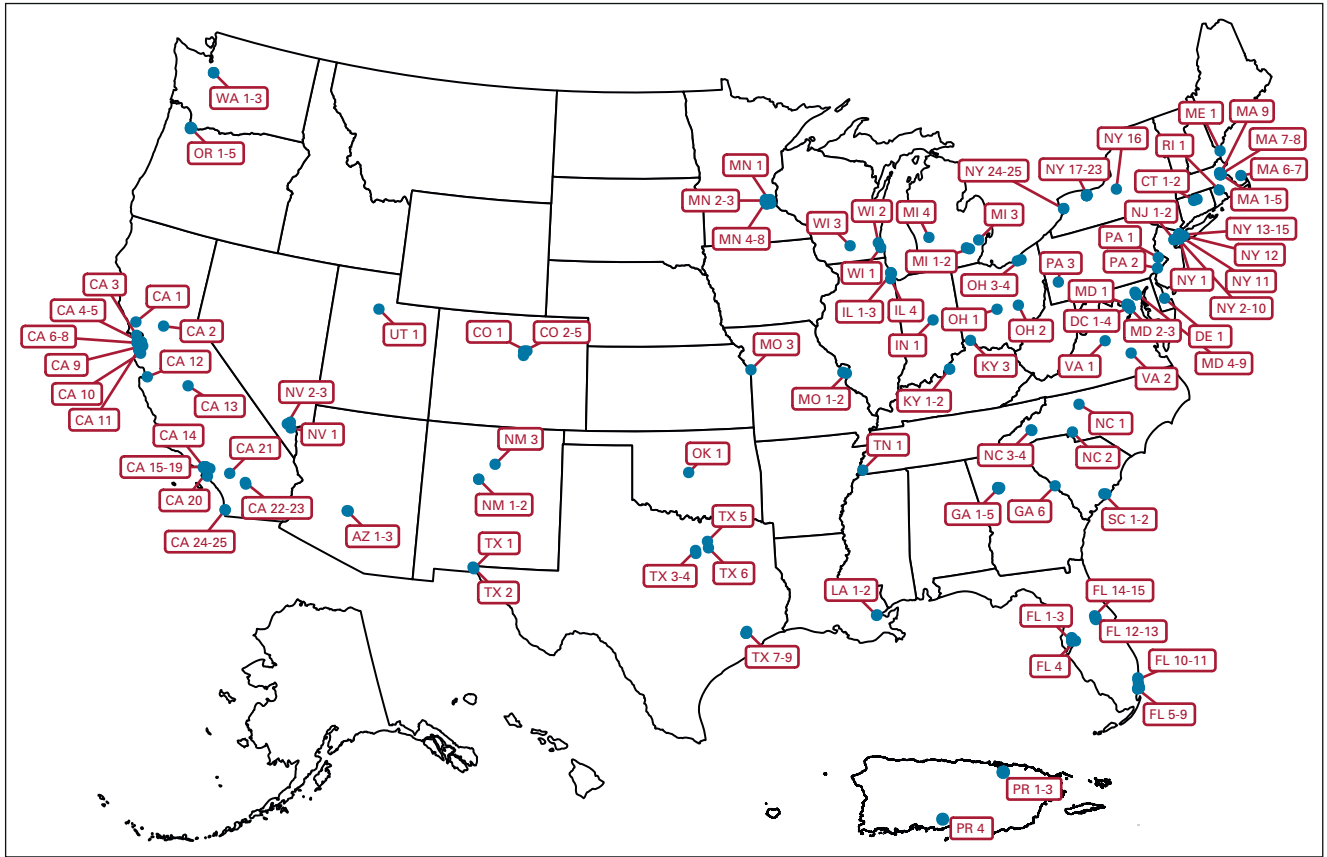 WA 1-3
OR 1-5
CA 3
CA 1
CA 4-5
CA 2
CA 6-8
CA 9
CA 12
CA 10
CA 13
CA 11
CA 14
CA 21
CA 15-19
CA 20
CA 22-23
CA 24-25
NV 2-3
NV 1
UT 1
AZ 1-3
CO 1
CO 2-5
NM 3
NM 1-2
TX 1
TX 2
OK 1
TX 5
TX 3-4
TX 6
TX 7-9
MN 1
MN 2-3
MN 4-8
WI 3
WI 2
WI 1
IL 1-3
IL 4
MO 3
MO 1-2
MI 4
MI 3
MI 1-2
IN 1
OH 3-4
OH 1
OH 2
KY 3
KY 1-2
TN 1
LA 1-2
GA 1-5
GA 6
NC 1
NC 2
NC 3-4
SC 1-2
FL 14-15
FL 12-13
FL 1-3
FL 4
FL 10-11
FL 5-9
NY 24-25
NY 17-23
NY 16
ME 1
MA 9
RI 1
MA 7-8
MA 6-7
CT 1-2
MA 1-5
NJ 1-2
NY 13-15
PA 1
NY 12
PA 2
PA 3
NY 1
NY 11
NY 2-10
MD 1
DC 1-4
MD 2-3
DE 1
MD 4-9
VA 1
VA 2
PR 1-3
PR 4